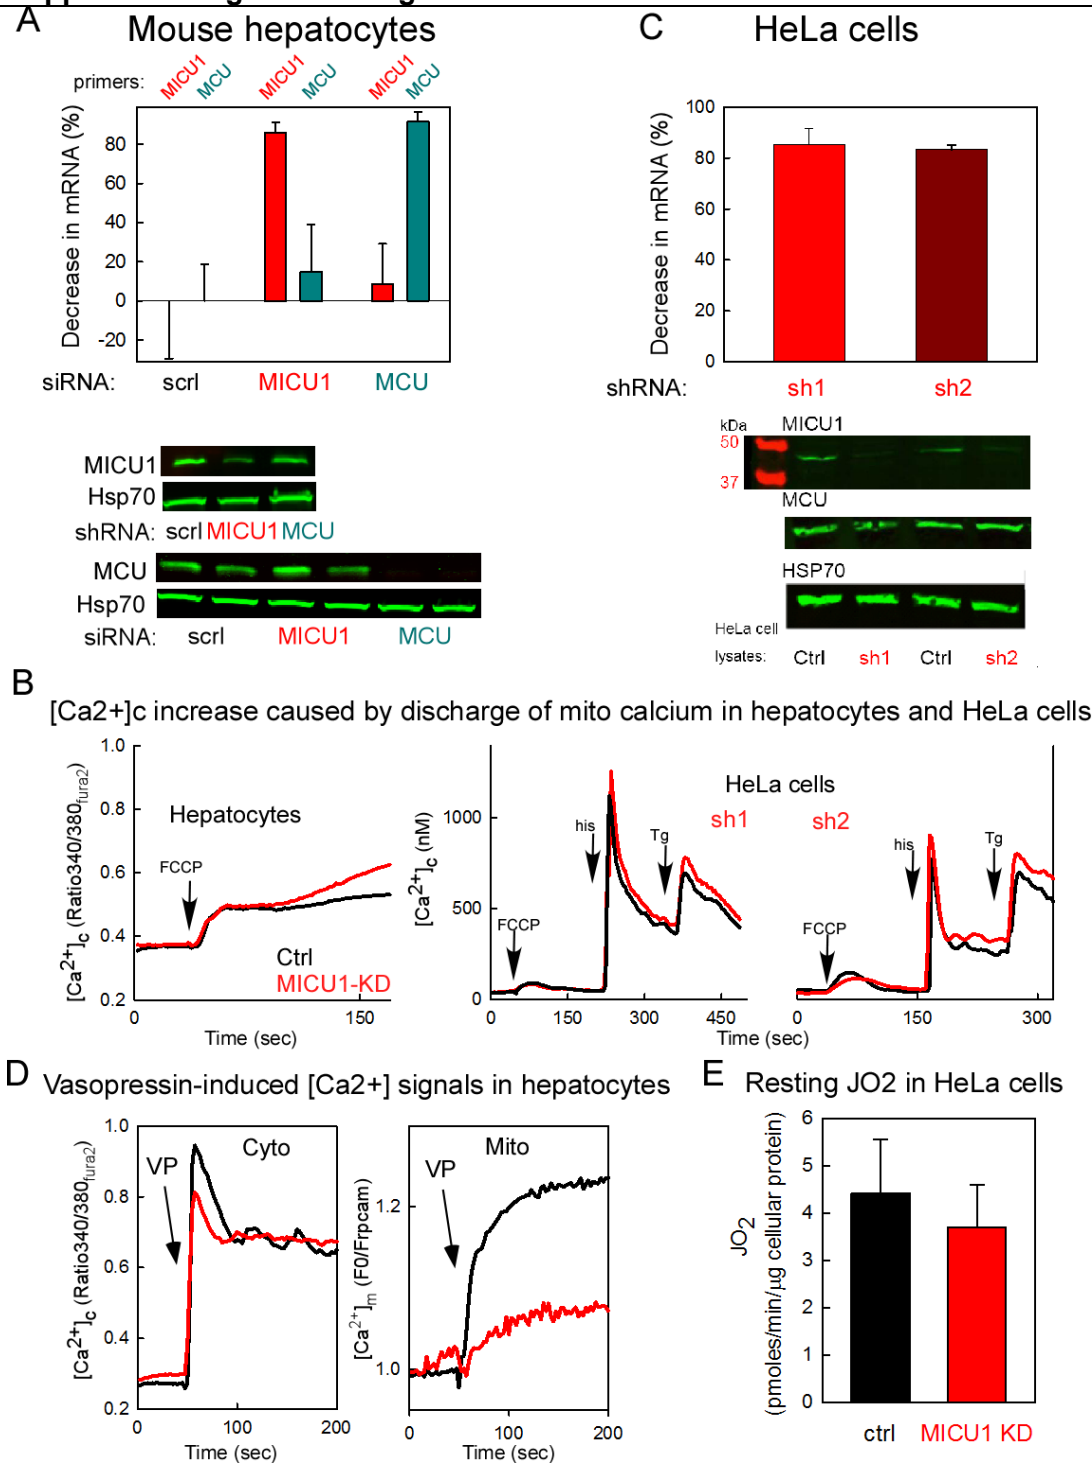 A
Mouse hepatocytes
primers:
MICU1
MCU
MICU1
MCU
MICU1
MCU
Decrease in mRNA (%)
80
60
40
20
0
-20
siRNA: scrl MICU1 MCU
MICU1
Hsp70
shRNA: scrl MICU1 MCU
MCU
Hsp70
siRNA: scrl MICU1 MCU
C
HeLa cells
Decrease in mRNA (%)
100
80
60
40
20
0
shRNA: sh1 sh2
kDa MICU1
50
37
MCU
HSP70
HeLa cell
lysates: Ctrl sh1 Ctrl sh2
B
[Ca2+]c increase caused by discharge of mito calcium in hepatocytes and HeLa cells
[Ca2+]c (Ratio340/380fura2)
1.0
0.8
0.6
0.4
0.2
Hepatocytes
FCCP
Ctrl
MICU1-KD
0 150
Time (sec)
[Ca2+]c (nM)
1000
500
0
HeLa cells
sh1 sh2
his
Tg
FCCP
his
Tg
FCCP
0 150 300 450
0 150 300
Time (sec)
D
Vasopressin-induced [Ca2+] signals in hepatocytes
[Ca2+]c (Ratio340/380fura2)
1.0
0.8
0.6
0.4
0.2
Cyto
VP
0 100 200
Time (sec)
[Ca2+]m (F0/Frpcam)
1.2
1.0
Mito
VP
0 100 200
Time (sec)
E
Resting JO2 in HeLa cells
JO2
(pmoles/min/µg cellular protein)
6
5
4
3
2
1
0
ctrl MICU1 KD